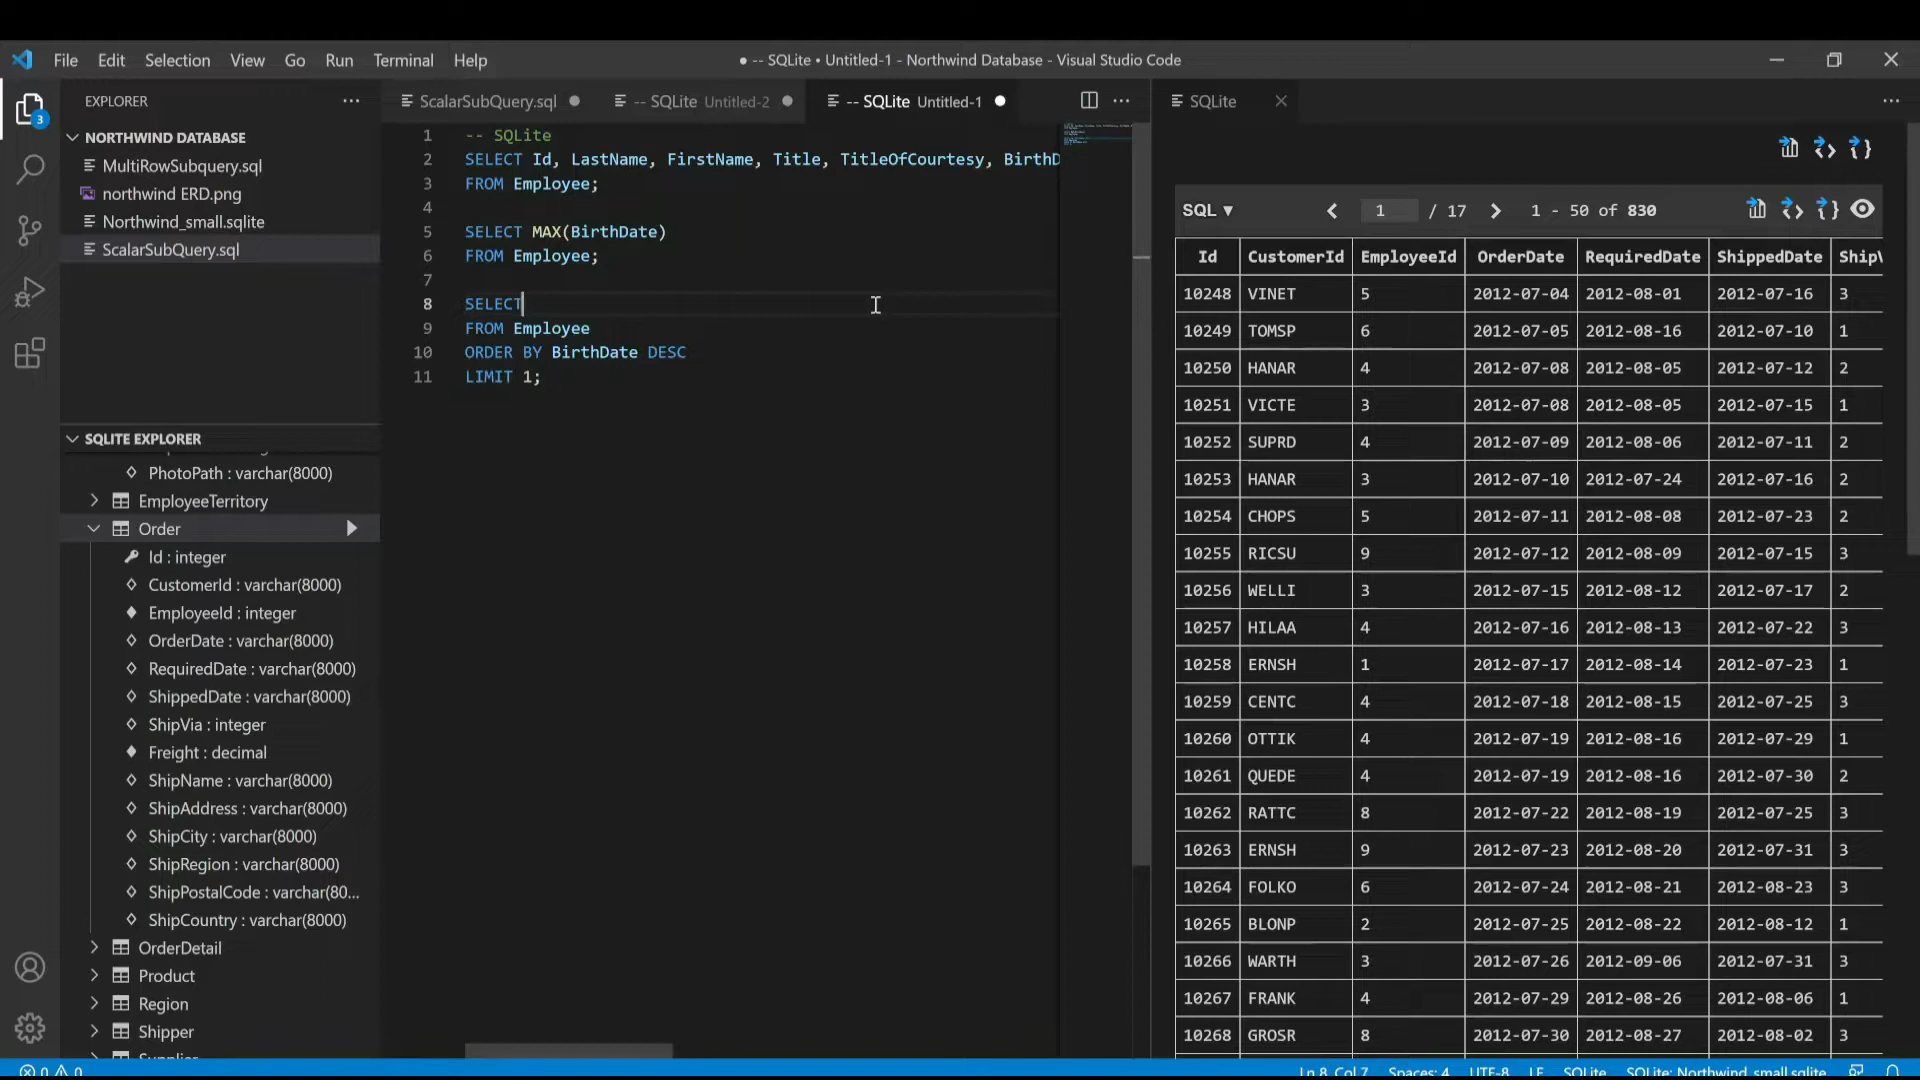 File Edit Selection View Go Run Terminal Help
● -- SQLite • Untitled-1 - Northwind Database - Visual Studio Code
EXPLORER
ScalarSubQuery.sql
-- SQLite Untitled-2
-- SQLite Untitled-1
SQLite
3
NORTHWIND DATABASE
MultiRowSubquery.sql
northwind ERD.png
Northwind_small.sqlite
ScalarSubQuery.sql
SQLITE EXPLORER
PhotoPath : varchar(8000)
EmployeeTerritory
Order
Id : integer
CustomerId : varchar(8000)
EmployeeId : integer
OrderDate : varchar(8000)
RequiredDate : varchar(8000)
ShippedDate : varchar(8000)
ShipVia : integer
Freight : decimal
ShipName : varchar(8000)
ShipAddress : varchar(8000)
ShipCity : varchar(8000)
ShipRegion : varchar(8000)
ShipPostalCode : varchar(80...
ShipCountry : varchar(8000)
OrderDetail
Product
Region
Shipper
1 -- SQLite
2 SELECT Id, LastName, FirstName, Title, TitleOfCourtesy, BirthD
3 FROM Employee;
4
5 SELECT MAX(BirthDate)
6 FROM Employee;
7
8 SELECT
9 FROM Employee
10 ORDER BY BirthDate DESC
11 LIMIT 1;
SQL ▼ 1 / 17 1 - 50 of 830
Id CustomerId EmployeeId OrderDate RequiredDate ShippedDate ShipV
10248 VINET 5 2012-07-04 2012-08-01 2012-07-16 3
10249 TOMSP 6 2012-07-05 2012-08-16 2012-07-10 1
10250 HANAR 4 2012-07-08 2012-08-05 2012-07-12 2
10251 VICTE 3 2012-07-08 2012-08-05 2012-07-15 1
10252 SUPRD 4 2012-07-09 2012-08-06 2012-07-11 2
10253 HANAR 3 2012-07-10 2012-07-24 2012-07-16 2
10254 CHOPS 5 2012-07-11 2012-08-08 2012-07-23 2
10255 RICSU 9 2012-07-12 2012-08-09 2012-07-15 3
10256 WELLI 3 2012-07-15 2012-08-12 2012-07-17 2
10257 HILAA 4 2012-07-16 2012-08-13 2012-07-22 3
10258 ERNSH 1 2012-07-17 2012-08-14 2012-07-23 1
10259 CENTC 4 2012-07-18 2012-08-15 2012-07-25 3
10260 OTTIK 4 2012-07-19 2012-08-16 2012-07-29 1
10261 QUEDE 4 2012-07-19 2012-08-16 2012-07-30 2
10262 RATTC 8 2012-07-22 2012-08-19 2012-07-25 3
10263 ERNSH 9 2012-07-23 2012-08-20 2012-07-31 3
10264 FOLKO 6 2012-07-24 2012-08-21 2012-08-23 3
10265 BLONP 2 2012-07-25 2012-08-22 2012-08-12 1
10266 WARTH 3 2012-07-26 2012-09-06 2012-07-31 3
10267 FRANK 4 2012-07-29 2012-08-26 2012-08-06 1
10268 GROSR 8 2012-07-30 2012-08-27 2012-08-02 3
0 0 Ln 8, Col 7 Spaces: 4 UTF-8 LF SQLite SQLite: Northwind_small.sqlite